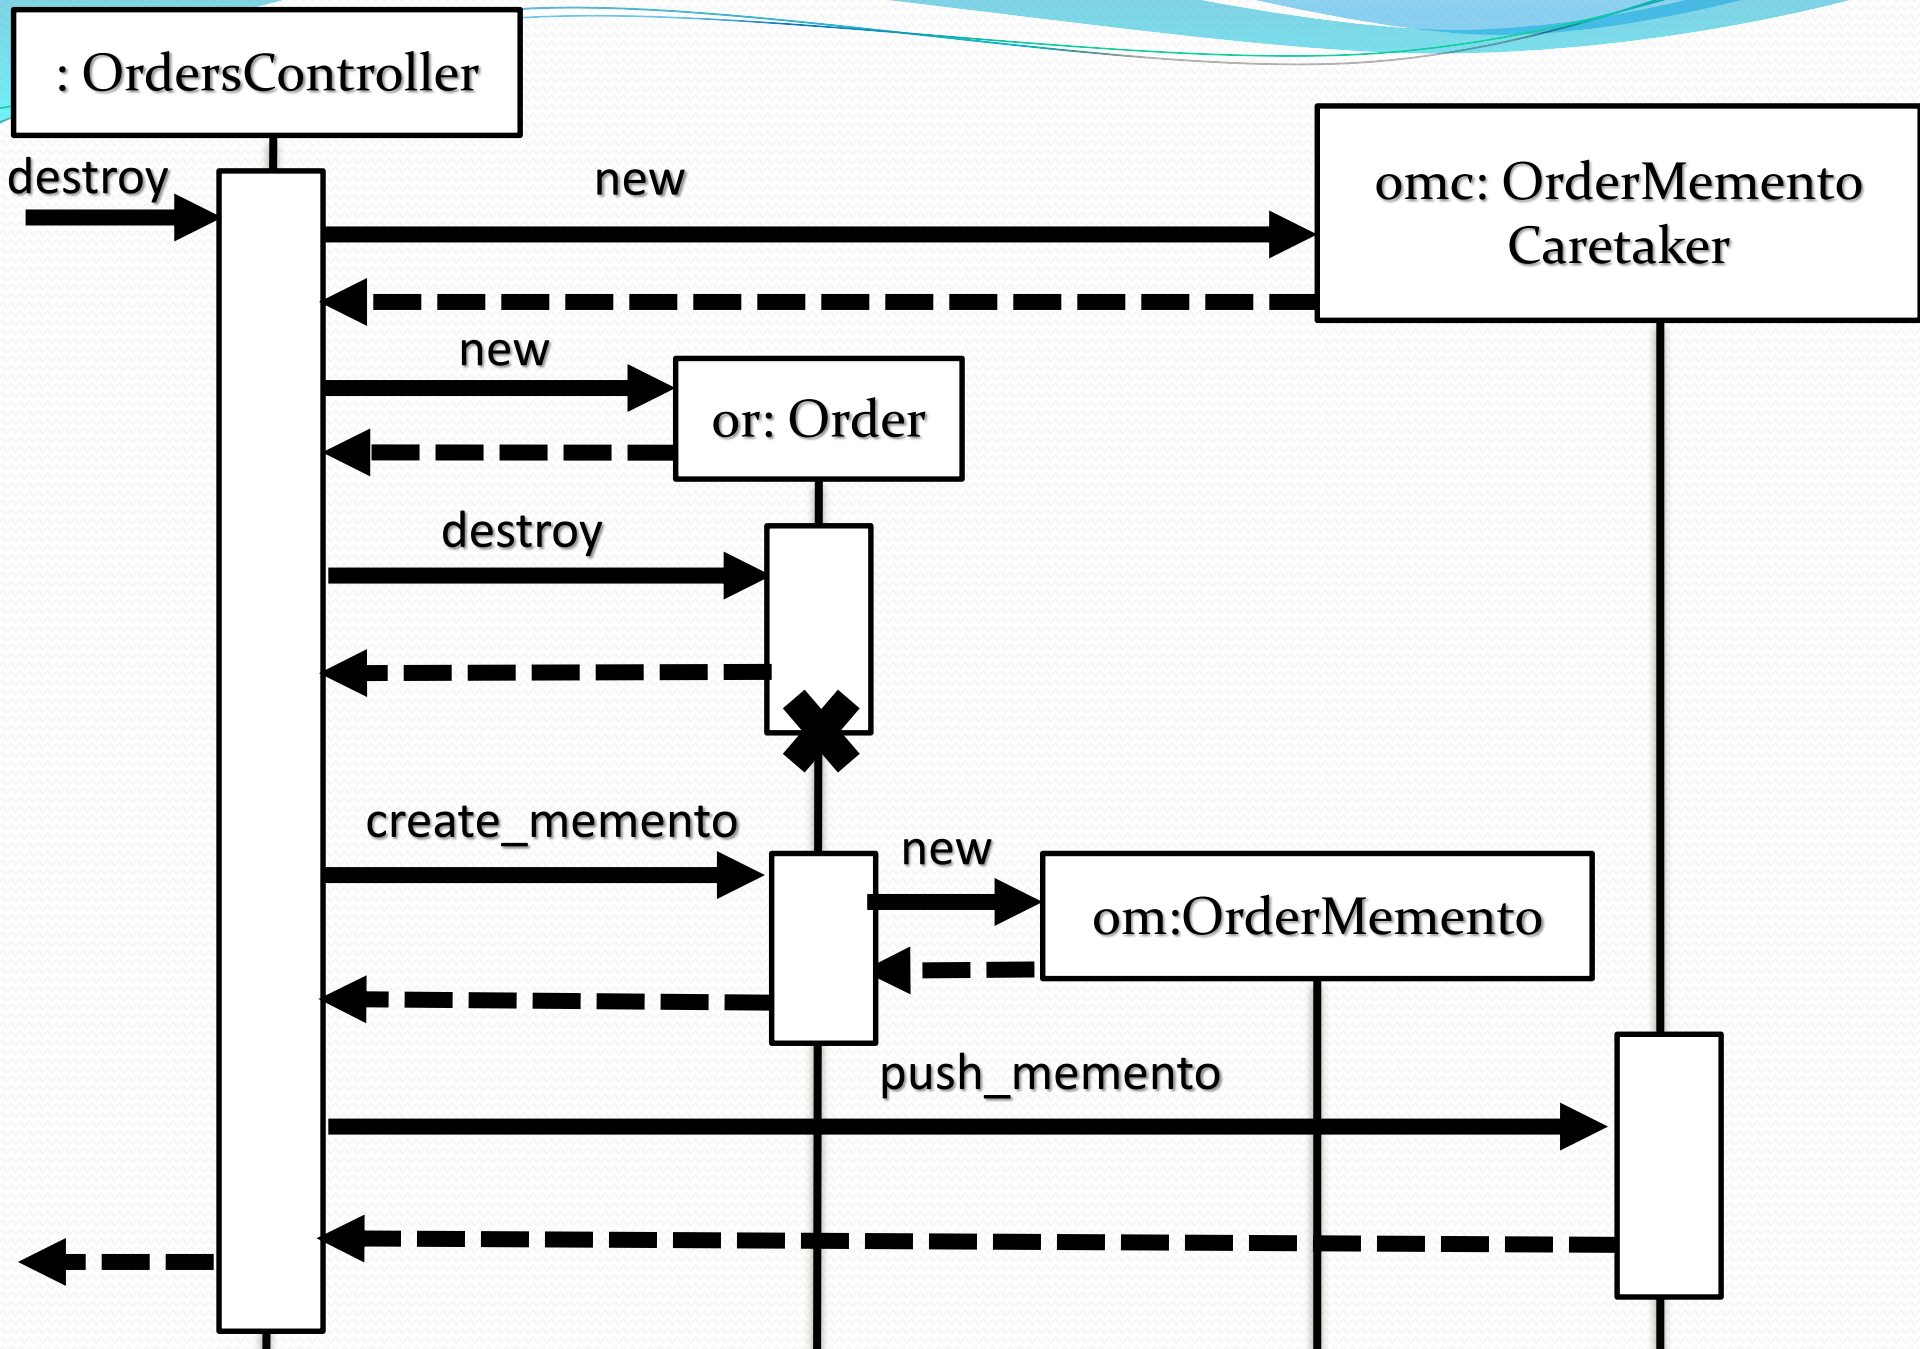 : OrdersController
destroy
new
omc: OrderMemento
Caretaker
new
or: Order
destroy
create_memento
new
om:OrderMemento
push_memento